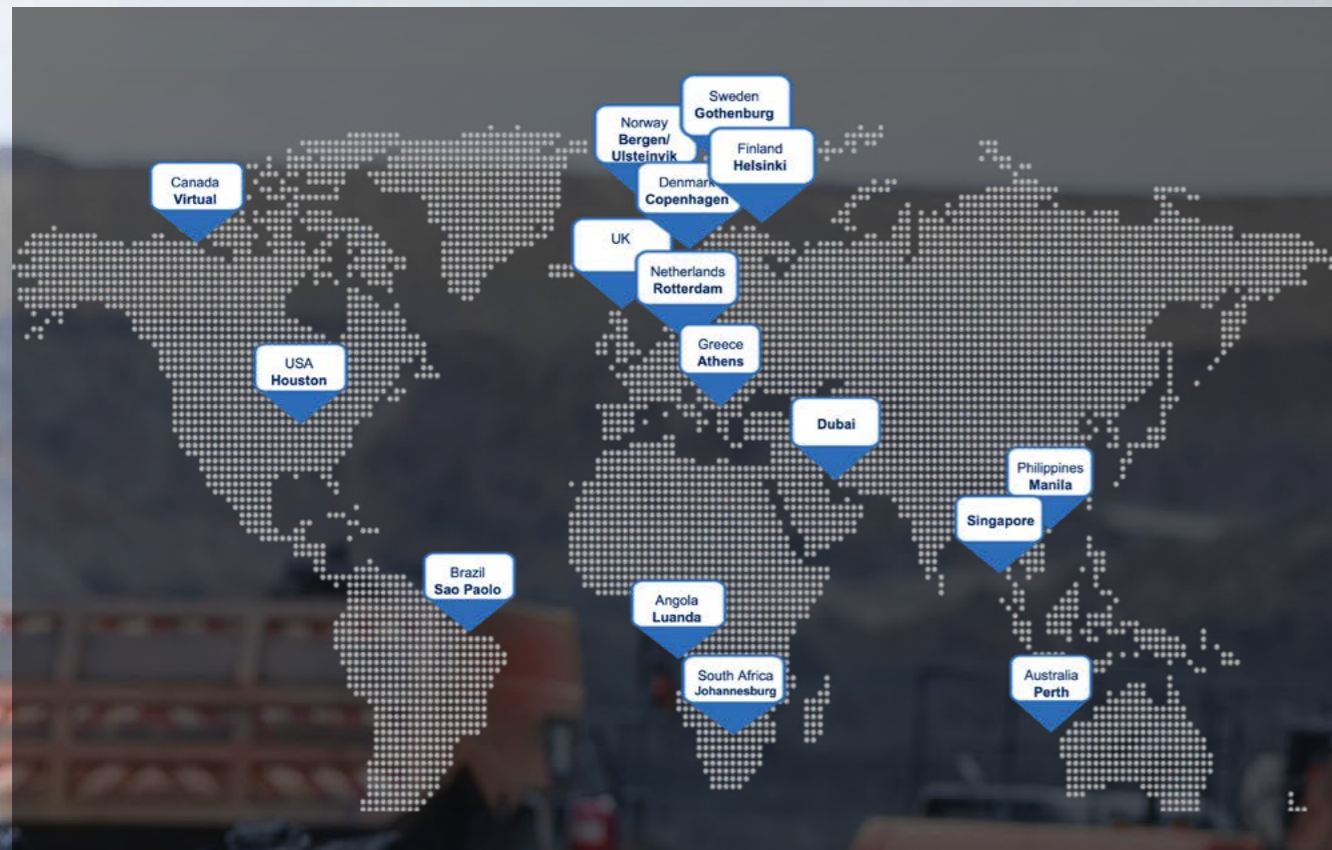 Sweden
Gothenburg
Norway
Bergen/
Ulsteinvik
Finland
Helsinki
Canada
Virtual
Denmark
Copenhagen
UK
Netherlands
Rotterdam
Greece
Athens
USA
Houston
Dubai
Philippines
Manila
Singapore
Brazil
Sao Paolo
Angola
Luanda
South Africa
Johannesburg
Australia
Perth